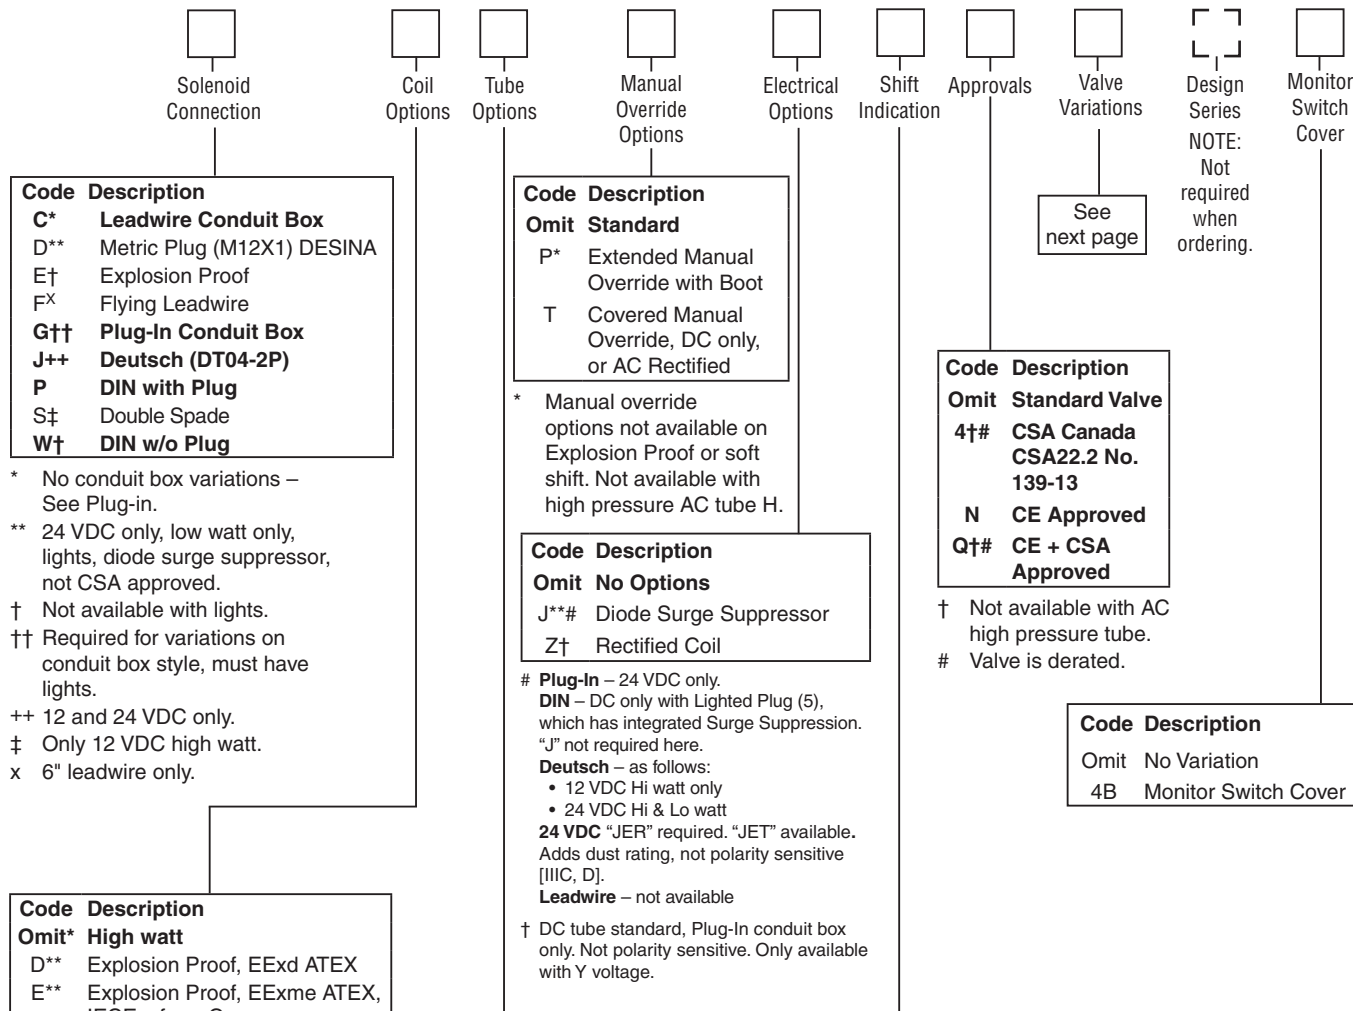 Solenoid
Connection
Coil
Options
Tube
Options
Manual
Override
Options
Electrical
Options
Shift
Indication
Approvals
Valve
Variations
Design
Series
NOTE:
Not
required
when
ordering.
Monitor
Switch
Cover
See
next page
Code Description
C* Leadwire Conduit Box
D** Metric Plug (M12X1) DESINA
E† Explosion Proof
Fx Flying Leadwire
G†† Plug-In Conduit Box
J++ Deutsch (DT04-2P)
P DIN with Plug
S‡ Double Spade
W† DIN w/o Plug
* No conduit box variations –
See Plug-in.
** 24 VDC only, low watt only,
lights, diode surge suppressor,
not CSA approved.
† Not available with lights.
†† Required for variations on
conduit box style, must have
lights.
++ 12 and 24 VDC only.
‡ Only 12 VDC high watt.
x 6" leadwire only.
Code Description
Omit* High watt
D** Explosion Proof, EExd ATEX
E** Explosion Proof, EExme ATEX,
Code Description
Omit Standard
P* Extended Manual
Override with Boot
T Covered Manual
Override, DC only,
or AC Rectified
* Manual override
options not available on
Explosion Proof or soft
shift. Not available with
high pressure AC tube H.
Code Description
Omit No Options
J**# Diode Surge Suppressor
Z† Rectified Coil
# Plug-In – 24 VDC only.
DIN – DC only with Lighted Plug (5),
which has integrated Surge Suppression.
“J” not required here.
Deutsch – as follows:
• 12 VDC Hi watt only
• 24 VDC Hi & Lo watt
24 VDC “JER” required. “JET” available.
Adds dust rating, not polarity sensitive
[IIIC, D].
Leadwire – not available
† DC tube standard, Plug-In conduit box
only. Not polarity sensitive. Only available
with Y voltage.
Code Description
Omit Standard Valve
4†# CSA Canada
CSA22.2 No.
139-13
N CE Approved
Q†# CE + CSA
Approved
† Not available with AC
high pressure tube.
# Valve is derated.
Code Description
Omit No Variation
4B Monitor Switch Cover